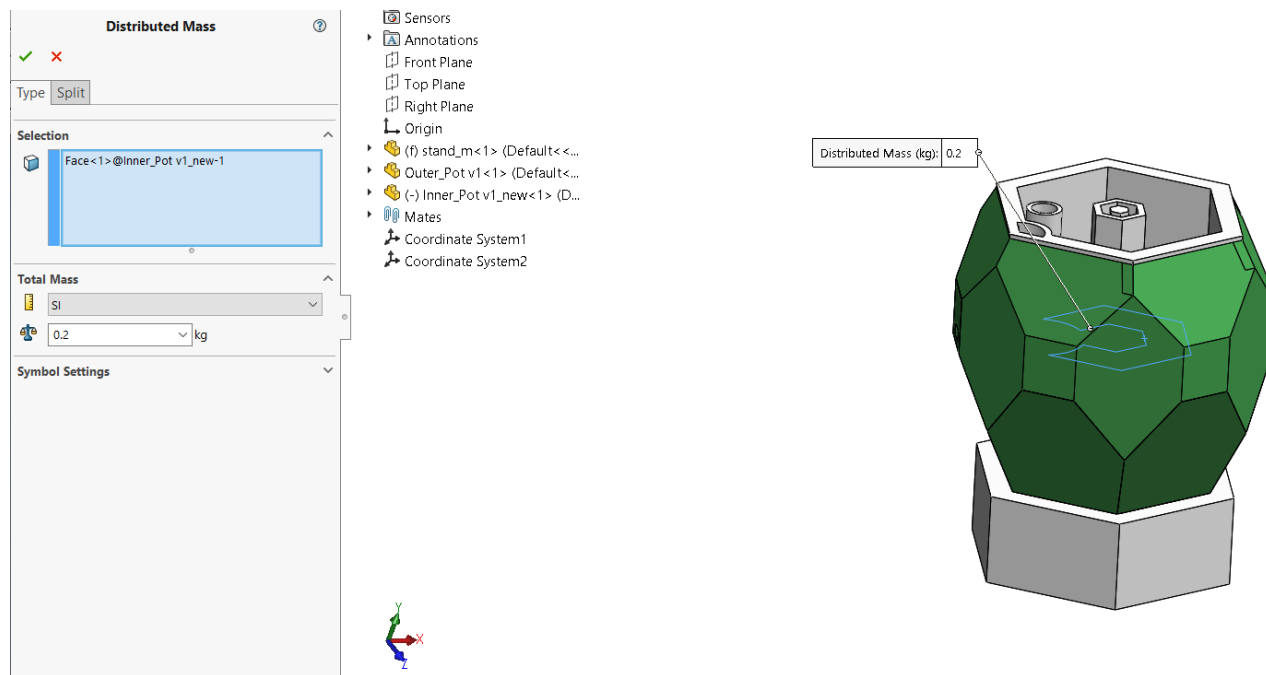 Distributed Mass
?
Type
Split
Selection
Face<1>@Inner_Pot v1_new-1
Total Mass
SI
0.2
kg
Symbol Settings
Sensors
A Annotations
Front Plane
Top Plane
Right Plane
Origin
(f) stand_m<1> (Default<<...
Outer_Pot v1<1> (Default<...
(-) Inner_Pot v1_new<1> (D...
Mates
Coordinate System1
Coordinate System2
Distributed Mass (kg): 0.2
Y
X
Z